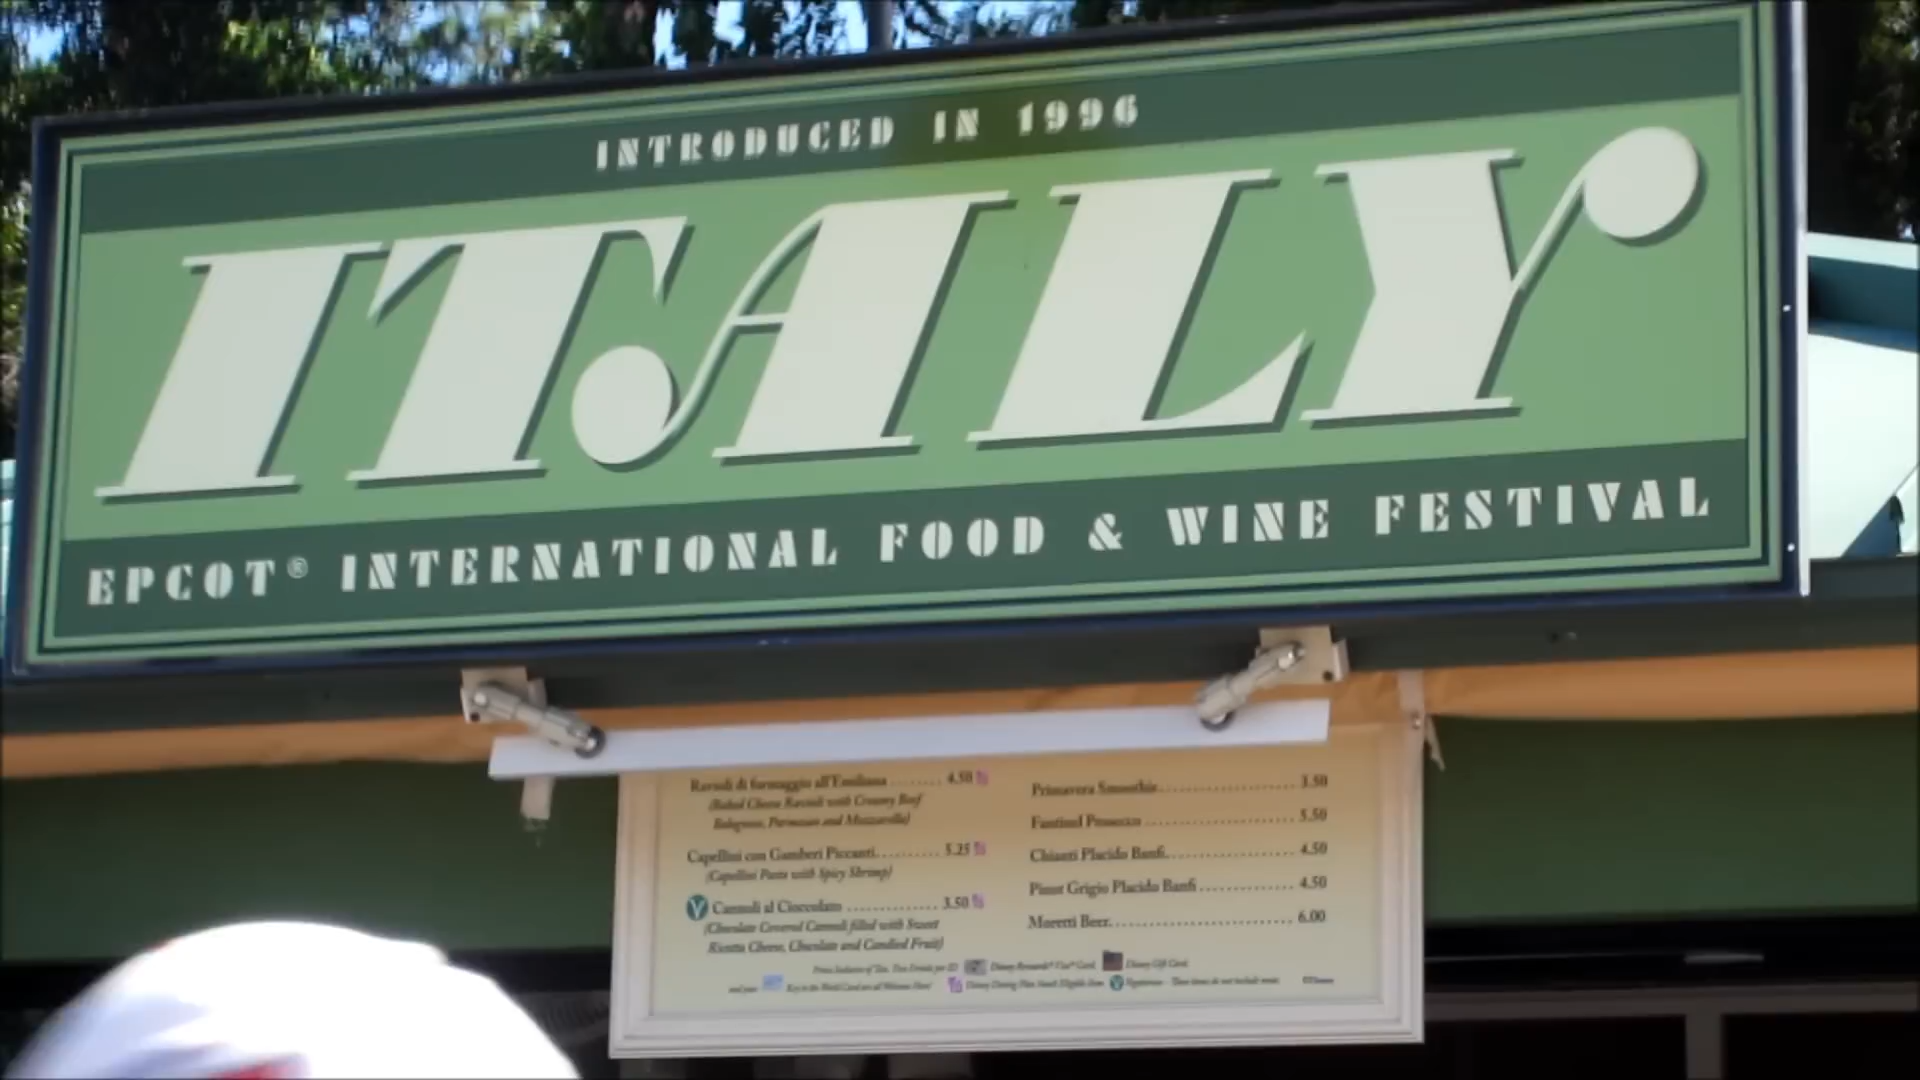 INTRODUCED IN 1996
ITALY
EPCOT® INTERNATIONAL FOOD & WINE FESTIVAL
Ravioli di formaggio all'Emiliana ....... 4.50
(Baked Cheese Ravioli with Creamy Beef
Bolognese, Parmesan and Mozzarella)
Capellini con Gamberi Piccanti.......... 5.25
(Capellini Pasta with Spicy Shrimp)
V Cannoli al Cioccolato .............. 3.50
(Chocolate Covered Cannoli filled with Sweet
Ricotta Cheese, Chocolate and Candied Fruit)
Primavera Smoothie....................... 3.50
Fantinel Prosecco ......................... 5.50
Chianti Placido Banfi..................... 4.50
Pinot Grigio Placido Banfi ............... 4.50
Moretti Beer............................... 6.00
Disney Gift Card